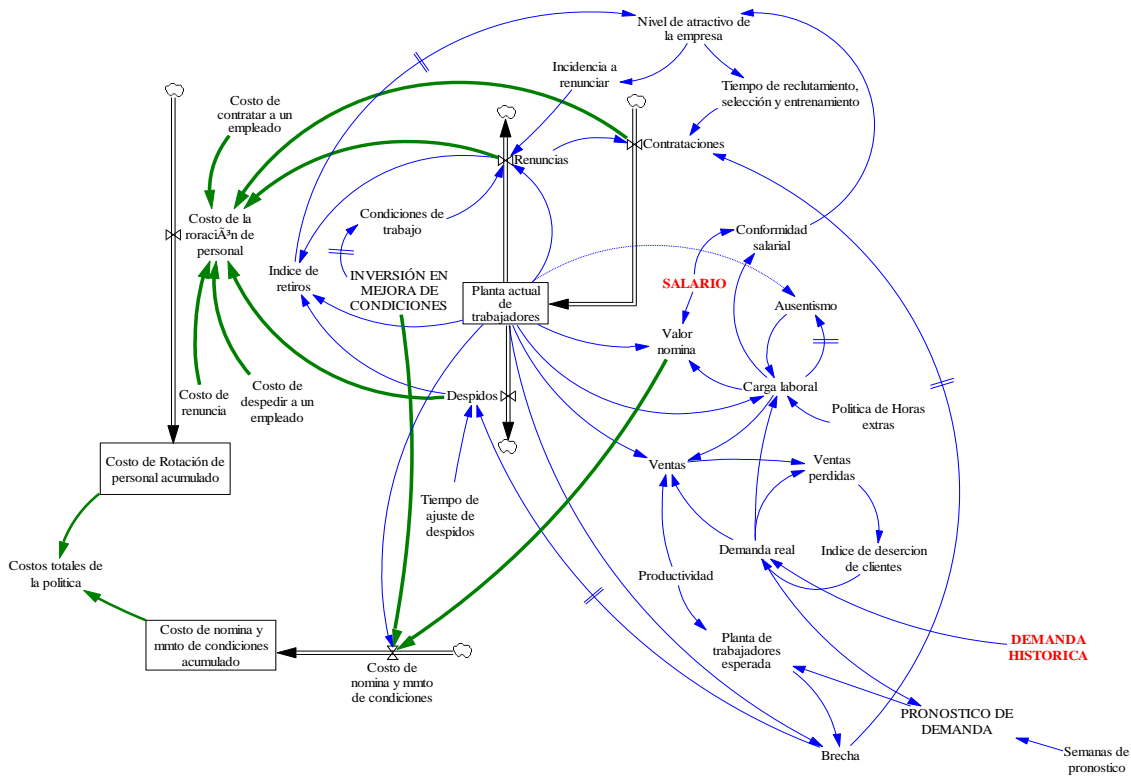 Nivel de atractivo de
la empresa
Incidencia a
renunciar
Tiempo de reclutamiento,
selección y entrenamiento
Costo de
contratar a un
empleado
Renuncias
Contrataciones
Costo de la
roraciÃ³n de
personal
Condiciones de
trabajo
Conformidad
salarial
Indice de
retiros
INVERSIÓN EN
MEJORA DE
CONDICIONES
Planta actual
de
trabajadores
SALARIO
Ausentismo
Valor
nomina
Carga laboral
Costo de
renuncia
Costo de
despedir a un
empleado
Despidos
Politica de Horas
extras
Costo de Rotación de
personal acumulado
Ventas
Ventas
perdidas
Tiempo de
ajuste de
despidos
Demanda real
Indice de desercion
de clientes
Costos totales de
la politica
Productividad
Costo de nomina y
mmto de condiciones
acumulado
Costo de
nomina y mmto
de condiciones
Planta de
trabajadores
esperada
DEMANDA
HISTORICA
PRONOSTICO DE
DEMANDA
Brecha
Semanas de
pronostico